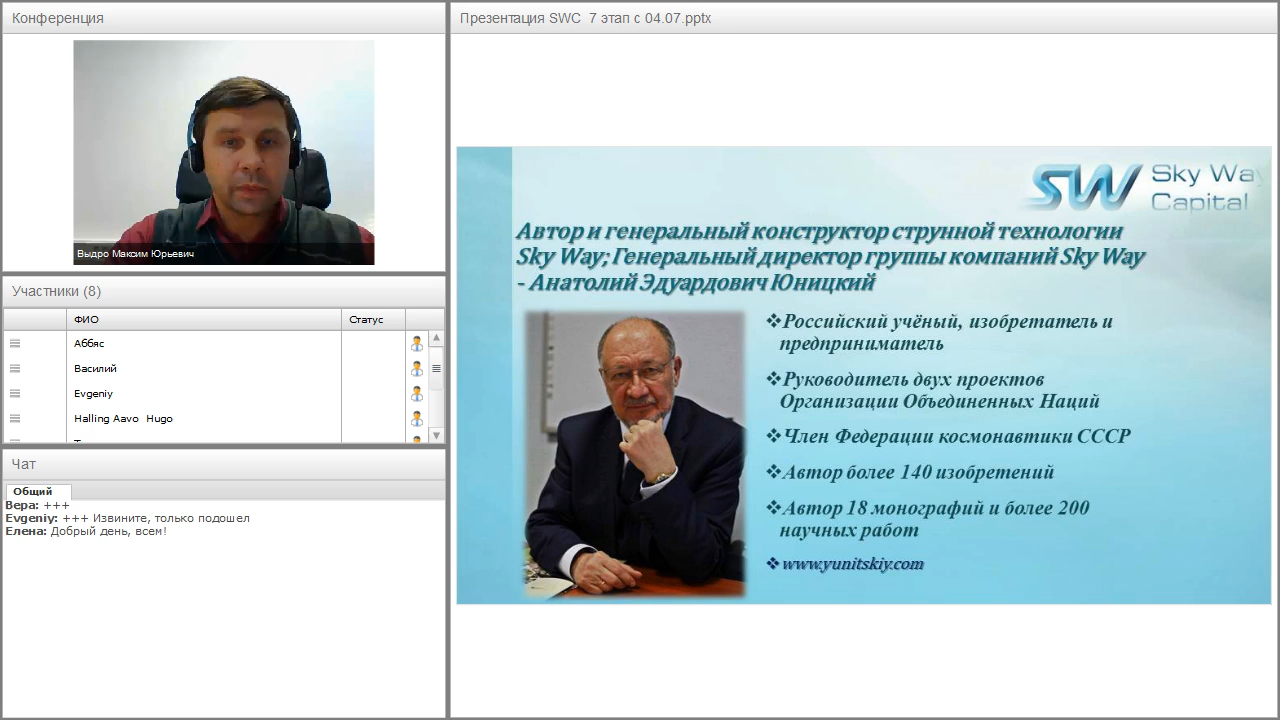 Конференция
Выдро Максим Юрьевич
Участники (8)
ФИО
Статус
Аббас
Василий
Evgeniy
Halling Aavo Hugo
Чат
Общий
Вера: +++
Evgeniy: +++ Извините, только подошел
Елена: Добрый день, всем!
Презентация SWC 7 этап с 04.07.pptx
SW
Sky Way
Capital
Автор и генеральный конструктор струнной технологии
Sky Way; Генеральный директор группы компаний Sky Way
- Анатолий Эдуардович Юницкий
❖Российский учёный, изобретатель и
предприниматель
❖Руководитель двух проектов
Организации Объединенных Наций
❖Член Федерации космонавтики СССР
❖Автор более 140 изобретений
❖Автор 18 монографий и более 200
научных работ
❖www.yunitskiy.com